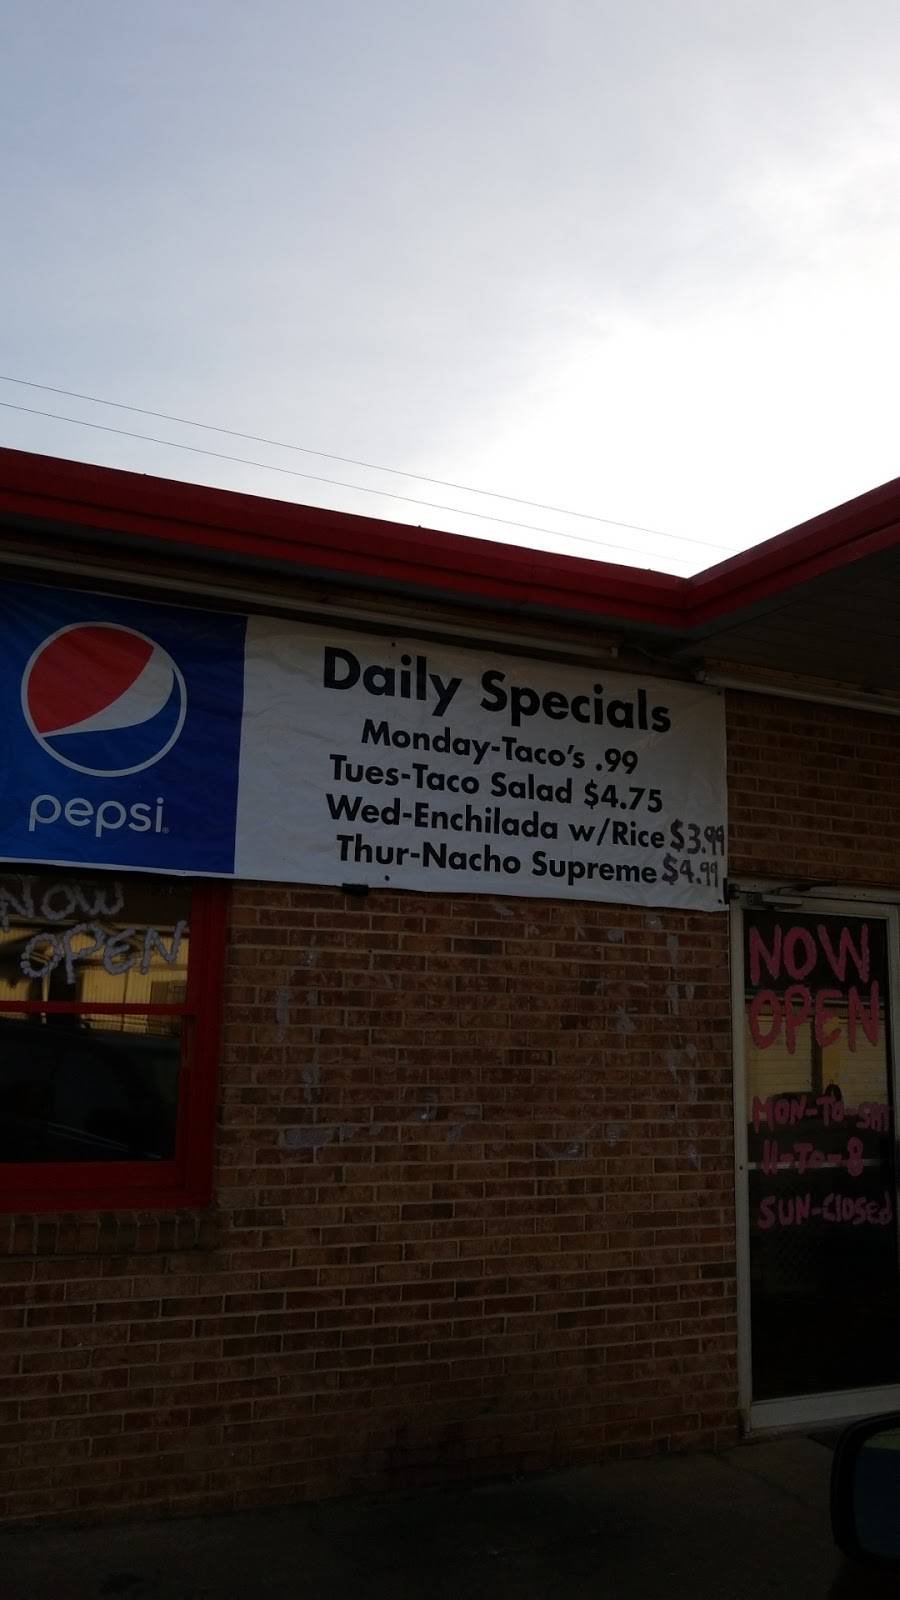 pepsi
Daily Specials
Monday-Taco's .99
Tues-Taco Salad $4.75
Wed-Enchilada w/Rice $3.99
Thur-Nacho Supreme $4.99
NOW
OPEN
NOW
OPEN
MON-TO-SAT
11-TO-8
SUN-CLOSED